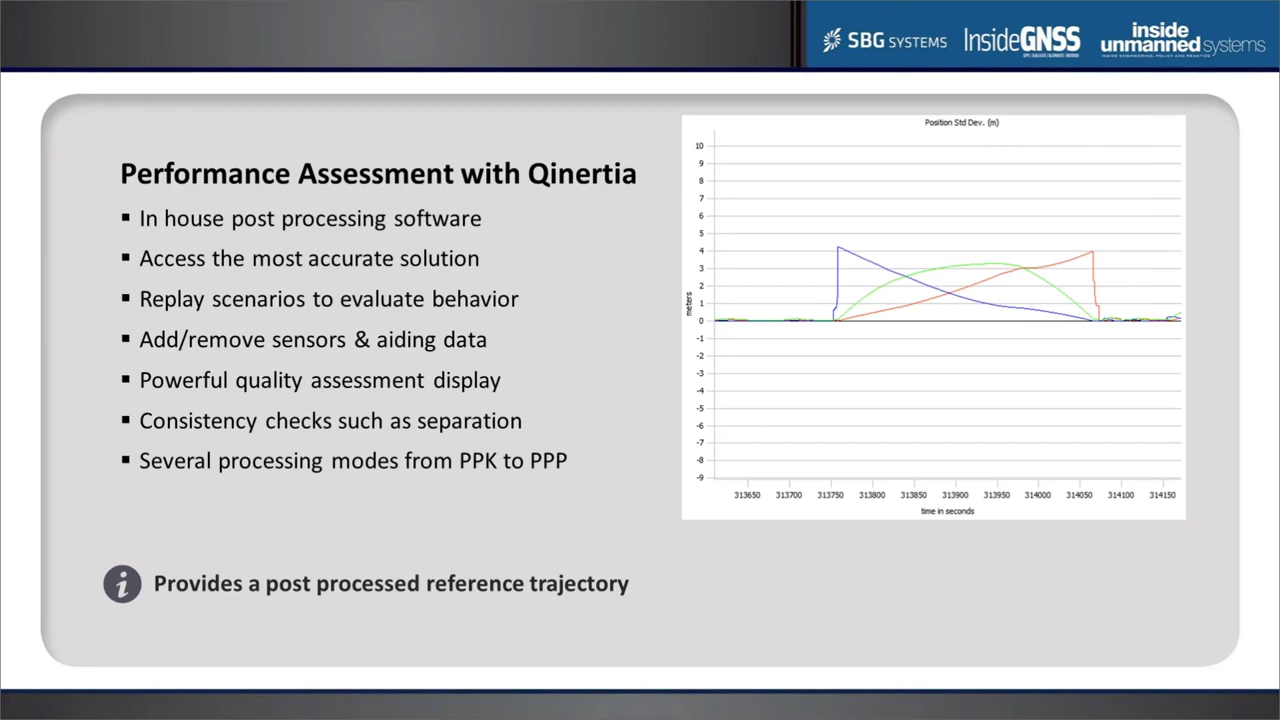 SBG SYSTEMS
InsideGNSS
inside
unmanned systems
Performance Assessment with Qinertia
▪ In house post processing software
▪ Access the most accurate solution
▪ Replay scenarios to evaluate behavior
▪ Add/remove sensors & aiding data
▪ Powerful quality assessment display
▪ Consistency checks such as separation
▪ Several processing modes from PPK to PPP
i Provides a post processed reference trajectory
Position Std Dev. (m)
10
9
8
7
6
5
4
3
2
1
0
-1
-2
-3
-4
-5
-6
-7
-8
-9
meters
313650 313700 313750 313800 313850 313900 313950 314000 314050 314100 314150
time in seconds